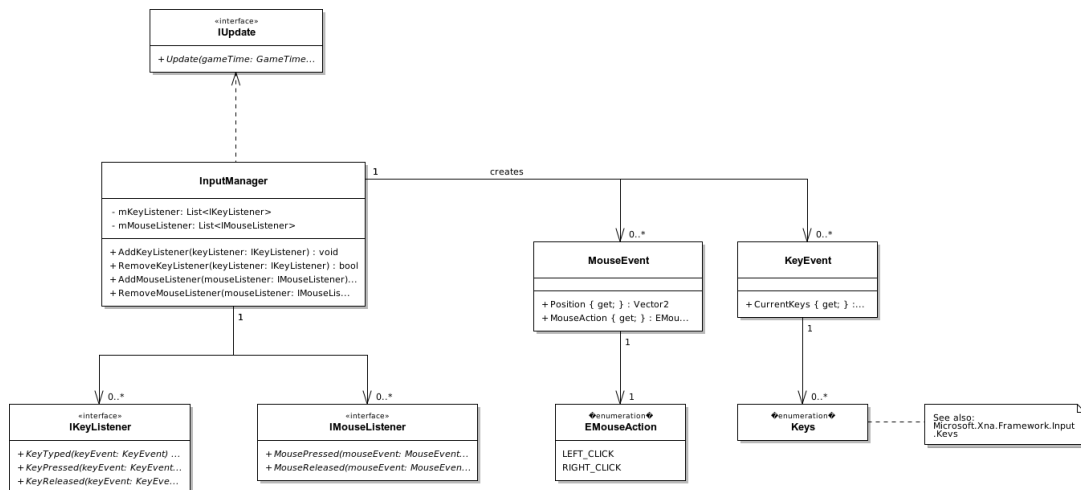 «interface»
IUpdate
+ Update(gameTime: GameTime...
InputManager
- mKeyListener: List<IKeyListener>
- mMouseListener: List<IMouseListener>
+ AddKeyListener(keyListener: IKeyListener) : void
+ RemoveKeyListener(keyListener: IKeyListener) : bool
+ AddMouseListener(mouseListener: IMouseListener)...
+ RemoveMouseListener(mouseListener: IMouseLis...
1
creates
0..*
0..*
MouseEvent
+ Position { get; } : Vector2
+ MouseAction { get; } : EMou...
KeyEvent
+ CurrentKeys { get; } :...
1
1
1
0..*
0..*
1
0..*
«interface»
IKeyListener
+ KeyTyped(keyEvent: KeyEvent) ...
+ KeyPressed(keyEvent: KeyEvent...
+ KeyReleased(keyEvent: KeyEve...
«interface»
IMouseListener
+ MousePressed(mouseEvent: MouseEvent...
+ MouseReleased(mouseEvent: MouseEven...
�enumeration�
EMouseAction
LEFT_CLICK
RIGHT_CLICK
�enumeration�
Keys
See also:
Microsoft.Xna.Framework.Input
.Keys